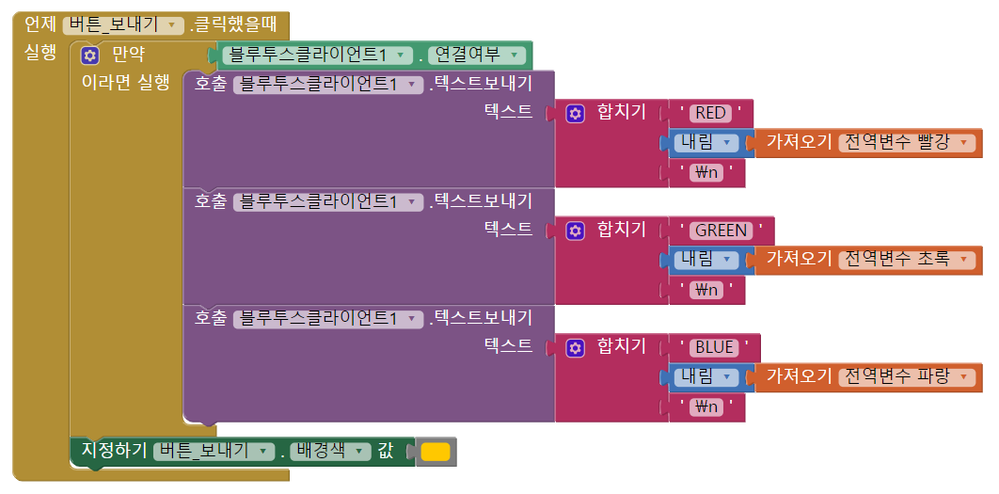 언제 버튼_보내기 .클릭했을때
실행 만약 블루투스클라이언트1 . 연결여부
이라면 실행 호출 블루투스클라이언트1 .텍스트보내기
텍스트 합치기 ' RED '
내림 가져오기 전역변수 빨강
' ₩n '
호출 블루투스클라이언트1 .텍스트보내기
텍스트 합치기 ' GREEN '
내림 가져오기 전역변수 초록
' ₩n '
호출 블루투스클라이언트1 .텍스트보내기
텍스트 합치기 ' BLUE '
내림 가져오기 전역변수 파랑
' ₩n '
지정하기 버튼_보내기 . 배경색 값